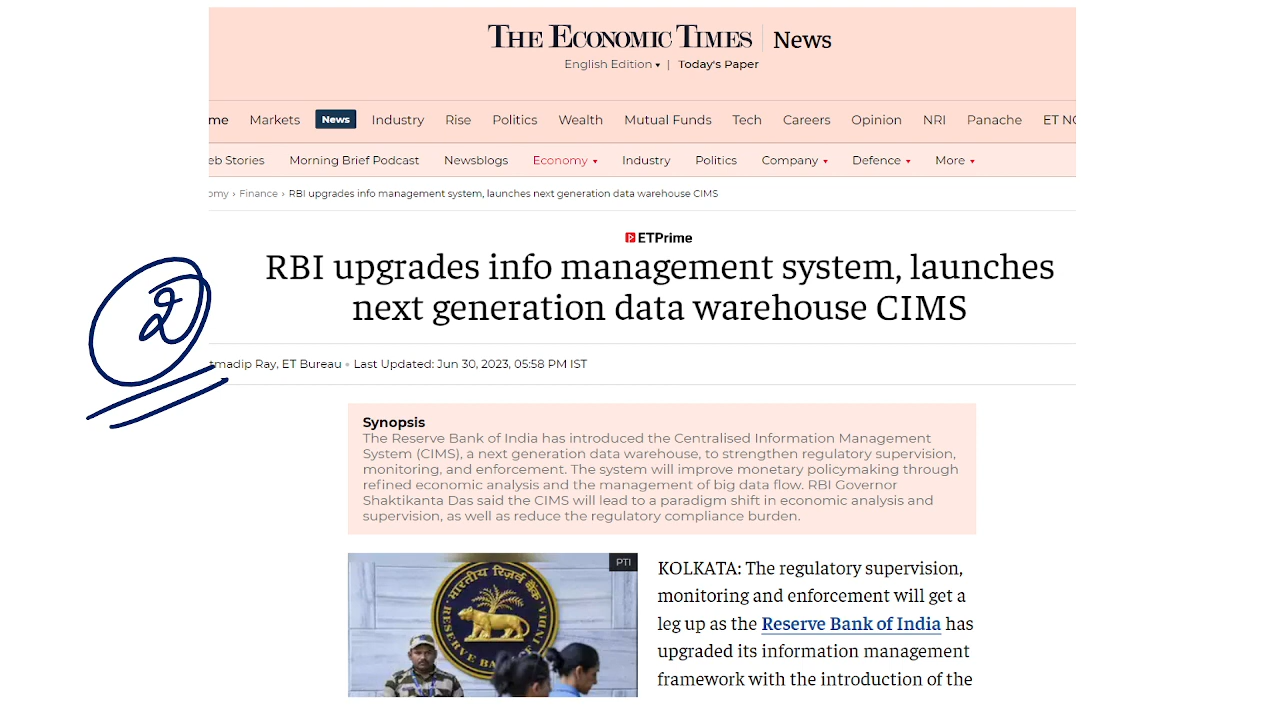 THE ECONOMIC TIMES | News
English Edition ▾ | Today's Paper
me Markets News Industry Rise Politics Wealth Mutual Funds Tech Careers Opinion NRI Panache ET NO
eb Stories Morning Brief Podcast Newsblogs Economy ▾ Industry Politics Company ▾ Defence ▾ More ▾
omy › Finance › RBI upgrades info management system, launches next generation data warehouse CIMS
ETPrime
RBI upgrades info management system, launches
next generation data warehouse CIMS
2
tmadip Ray, ET Bureau • Last Updated: Jun 30, 2023, 05:58 PM IST
Synopsis
The Reserve Bank of India has introduced the Centralised Information Management
System (CIMS), a next generation data warehouse, to strengthen regulatory supervision,
monitoring, and enforcement. The system will improve monetary policymaking through
refined economic analysis and the management of big data flow. RBI Governor
Shaktikanta Das said the CIMS will lead to a paradigm shift in economic analysis and
supervision, as well as reduce the regulatory compliance burden.
PTI
भारतीय रिज़र्व बैंक
RESERVE BANK OF INDIA
KOLKATA: The regulatory supervision,
monitoring and enforcement will get a
leg up as the Reserve Bank of India has
upgraded its information management
framework with the introduction of the